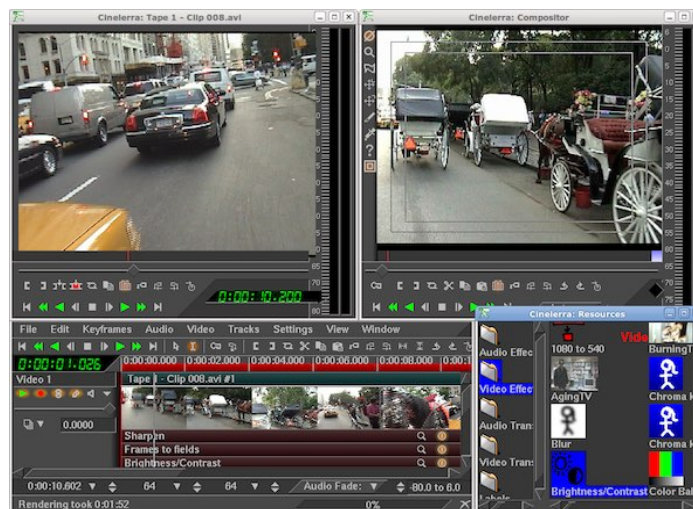 Cinelerra: Tape 1 - Clip 008.avi
Cinelerra: Compositor
0:00:10.200
File Edit Keyframes Audio Video Tracks Settings View Window
0:00:01.026
0:00:00.000 0:00:02.000 0:00:04.000 0:00:06.000 0:00:08.000
Video 1
Tape 1 - Clip 008.avi #1
0.0000
Sharpen
Frames to fields
Brightness/Contrast
0:00:10.602 64 64 Audio Fade: -80.0 to 6.0
Rendering took 0:01:52
0%
Cinelerra: Resources
Audio Effec
Video Effec
Audio Tran
Video Tran
Labels
1080 to 540
Video
BurningT
AgingTV
Chroma k
Blur
Chroma k
Brightness/Contrast
Color Bal